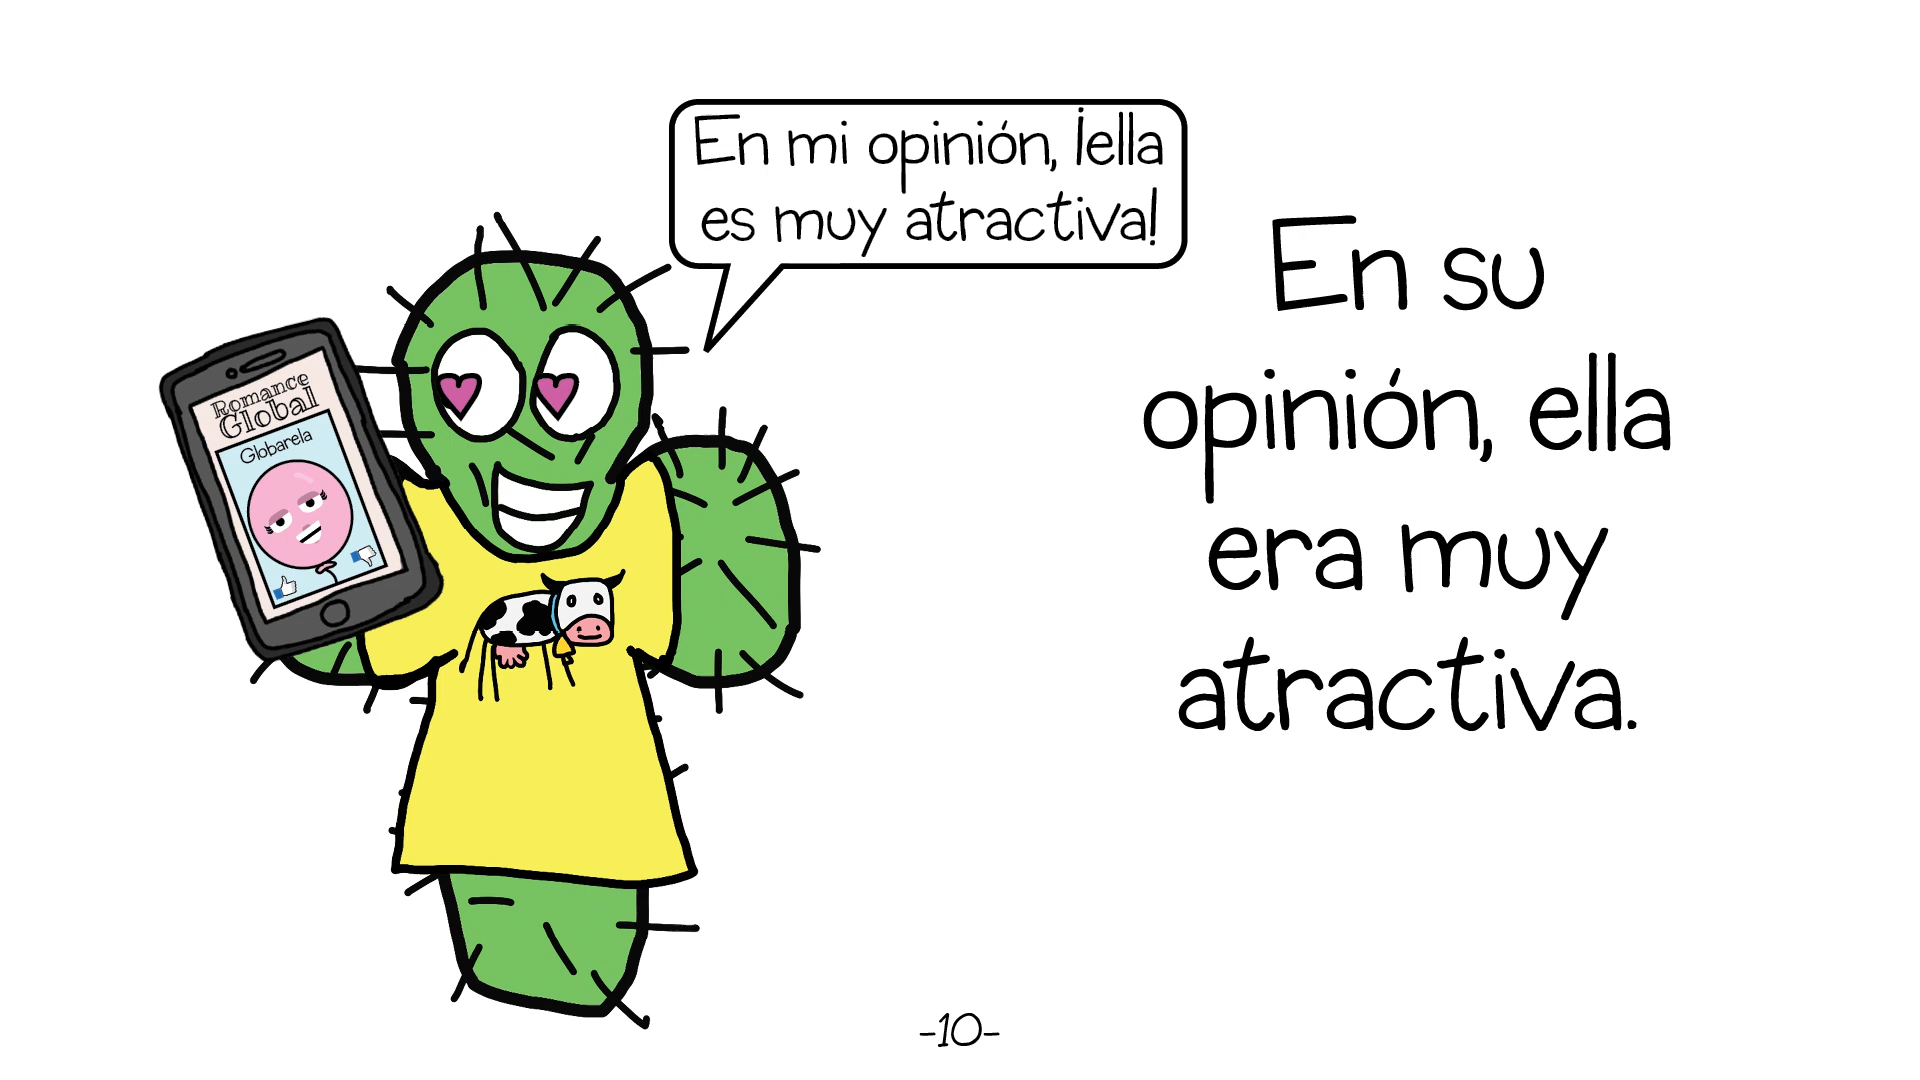 En mi opinión, ¡ella
es muy atractiva!
Romance
Global
Globarela
En su
opinión, ella
era muy
atractiva.
-10-